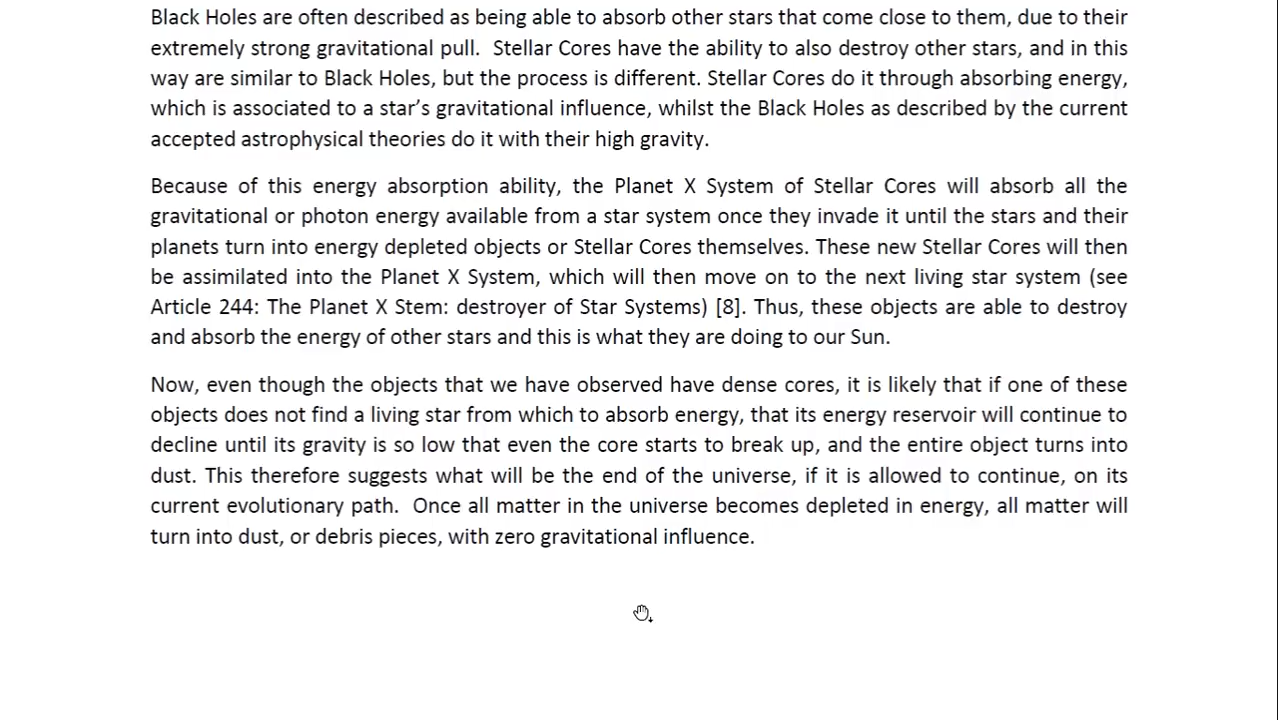 Black Holes are often described as being able to absorb other stars that come close to them, due to their
extremely strong gravitational pull.  Stellar Cores have the ability to also destroy other stars, and in this
way are similar to Black Holes, but the process is different. Stellar Cores do it through absorbing energy,
which is associated to a star’s gravitational influence, whilst the Black Holes as described by the current
accepted astrophysical theories do it with their high gravity.
Because of this energy absorption ability, the Planet X System of Stellar Cores will absorb all the
gravitational or photon energy available from a star system once they invade it until the stars and their
planets turn into energy depleted objects or Stellar Cores themselves. These new Stellar Cores will then
be assimilated into the Planet X System, which will then move on to the next living star system (see
Article 244: The Planet X Stem: destroyer of Star Systems) [8]. Thus, these objects are able to destroy
and absorb the energy of other stars and this is what they are doing to our Sun.
Now, even though the objects that we have observed have dense cores, it is likely that if one of these
objects does not find a living star from which to absorb energy, that its energy reservoir will continue to
decline until its gravity is so low that even the core starts to break up, and the entire object turns into
dust. This therefore suggests what will be the end of the universe, if it is allowed to continue, on its
current evolutionary path.  Once all matter in the universe becomes depleted in energy, all matter will
turn into dust, or debris pieces, with zero gravitational influence.